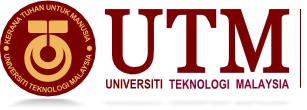 KERANA TUHAN UNTUK MANUSIA
UNIVERSITI TEKNOLOGI MALAYSIA
UTM
UNIVERSITI TEKNOLOGI MALAYSIA